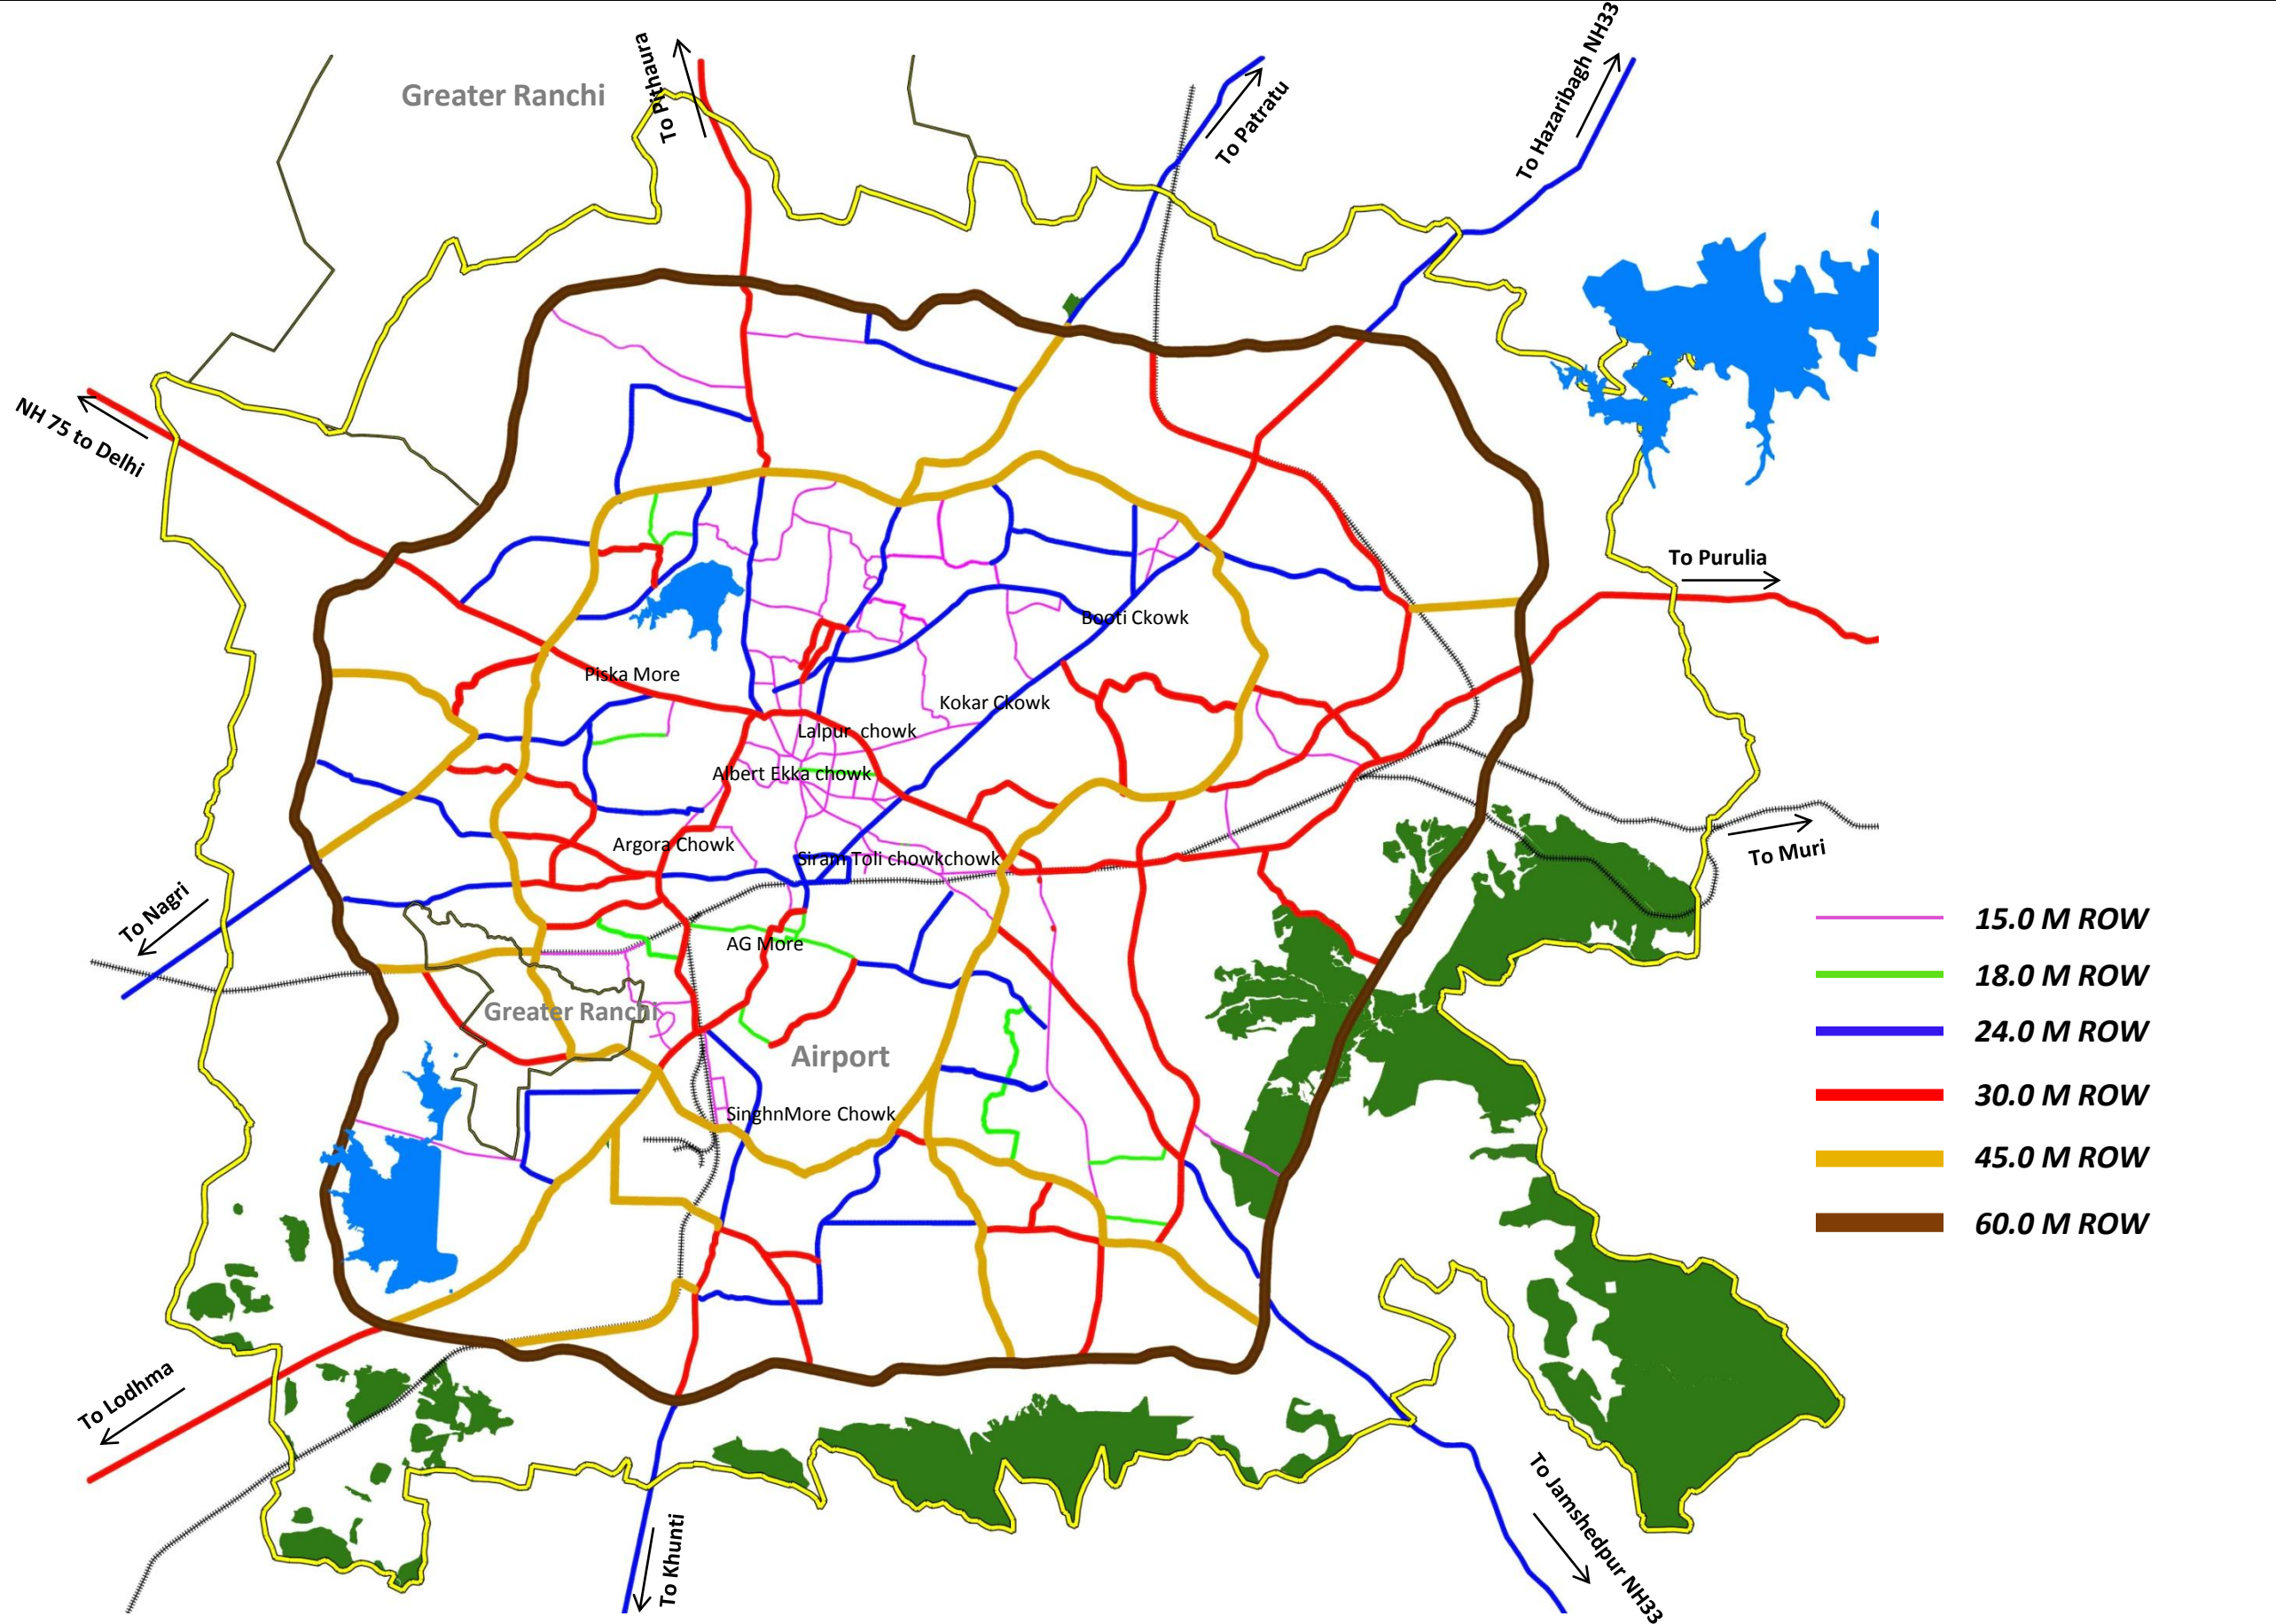 To Hazaribagh NH33
To Pithaura
Greater Ranchi
To Patratu
NH 75 to Delhi
To Purulia
Booti Ckowk
Piska More
Kokar Ckowk
Lalpur chowk
Albert Ekka chowk
Argora Chowk
Siram Toli chowkchowk
To Muri
To Nagri
15.0 M ROW
AG More
18.0 M ROW
Greater Ranchi
24.0 M ROW
Airport
30.0 M ROW
SinghnMore Chowk
45.0 M ROW
60.0 M ROW
To Lodhma
To Jamshedpur NH33
To Khunti